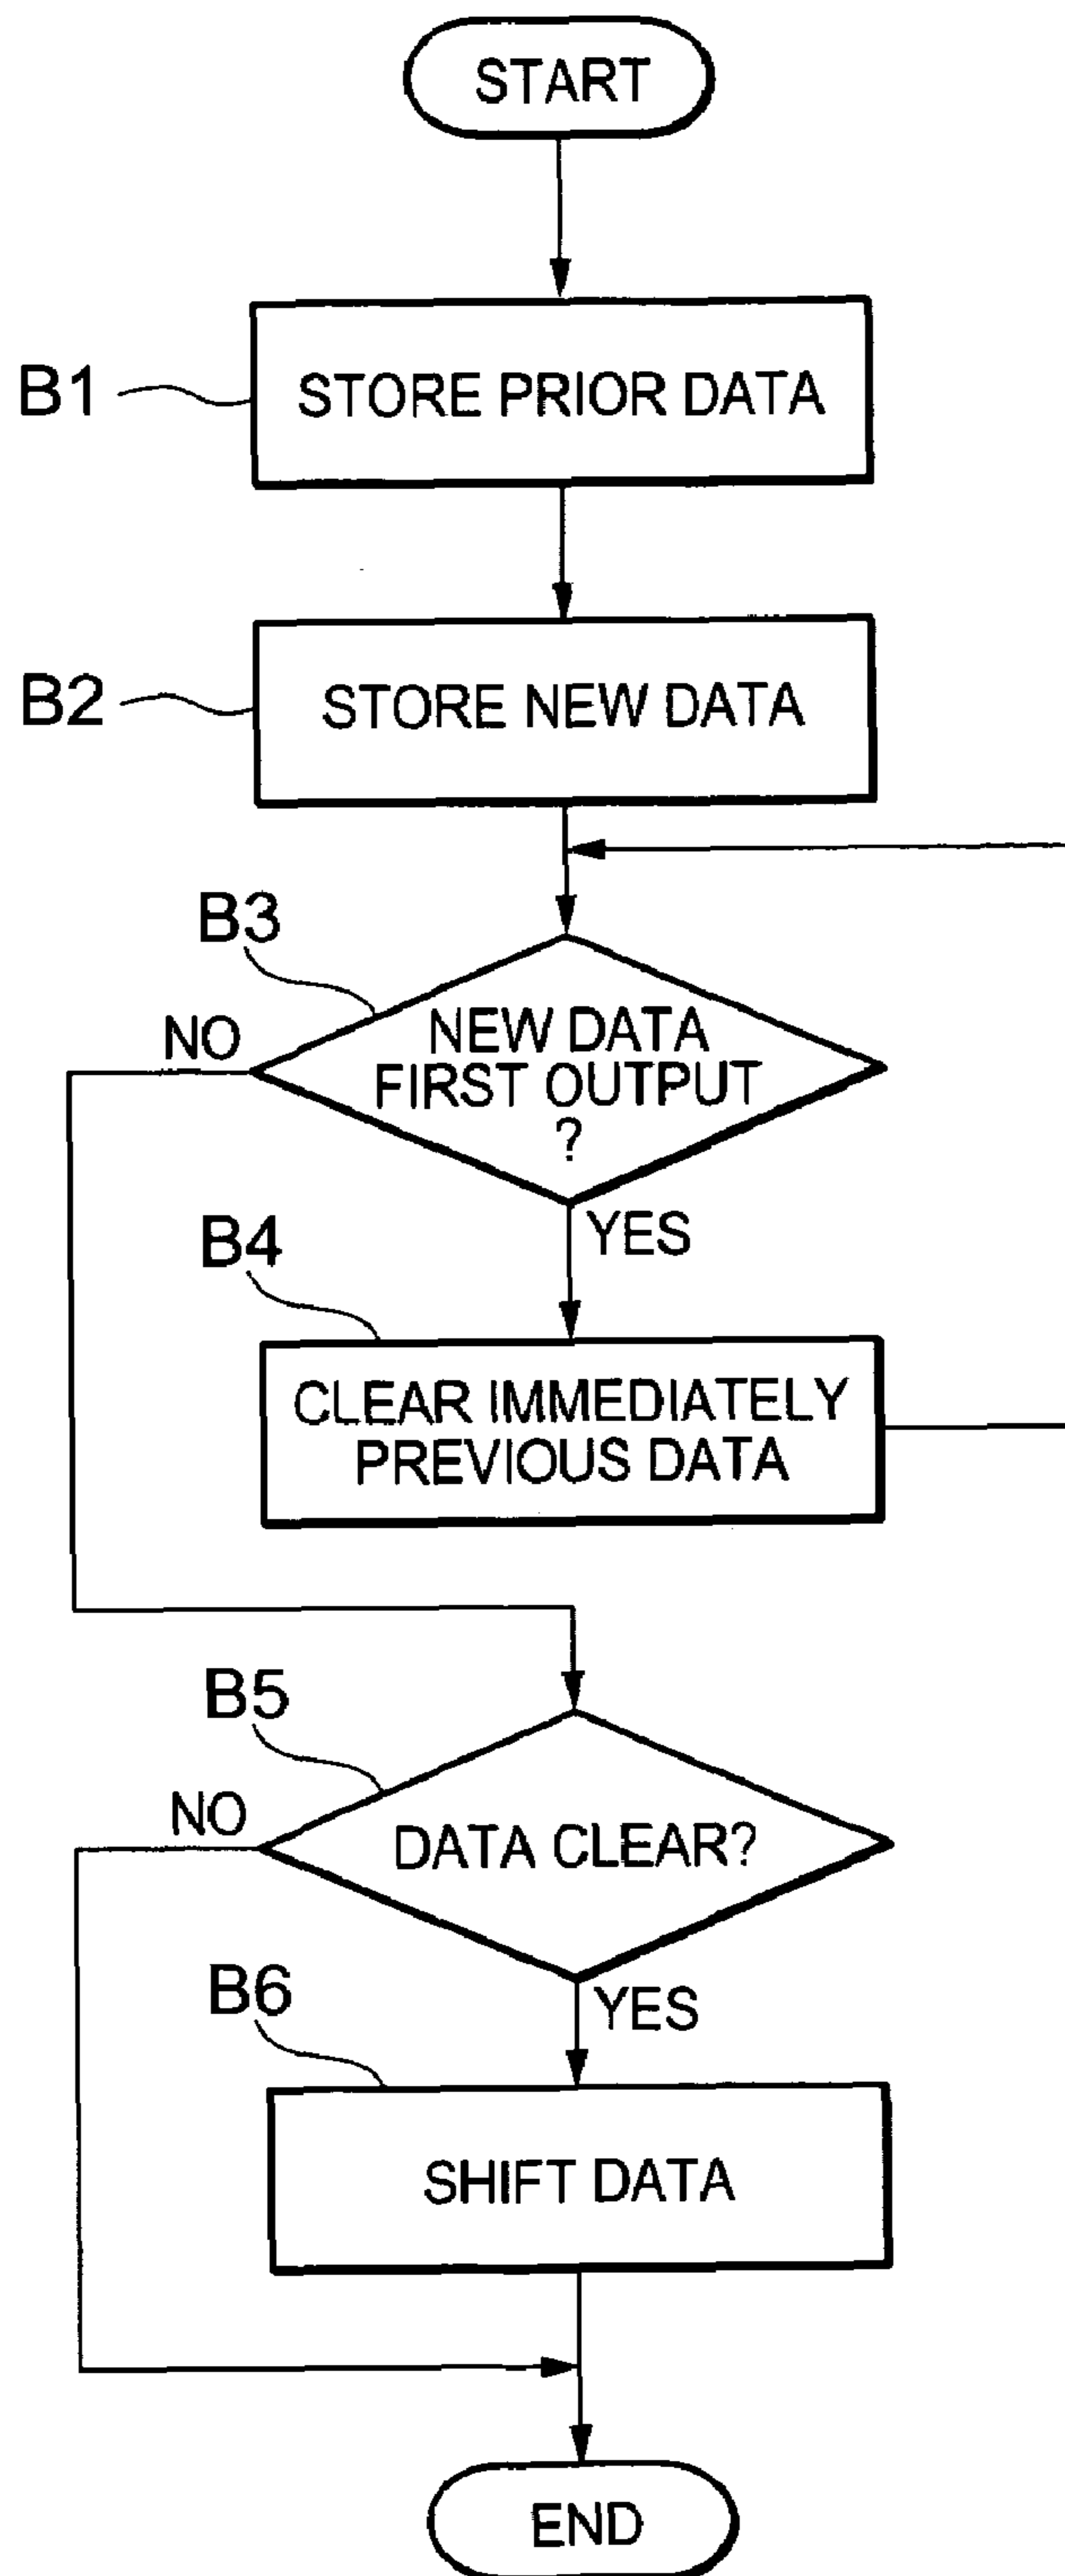 START
B1
STORE PRIOR DATA
B2
STORE NEW DATA
B3
NO
NEW DATA
FIRST OUTPUT
?
YES
B4
CLEAR IMMEDIATELY
PREVIOUS DATA
B5
NO
DATA CLEAR?
YES
B6
SHIFT DATA
END